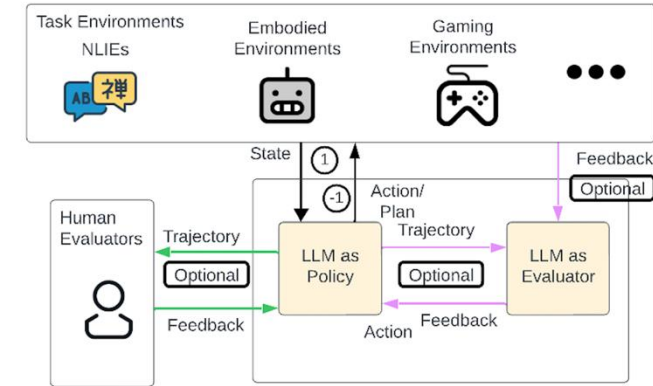 Task Environments
NLIEs
Embodied
Environments
Gaming
Environments
AB 禅
State
1
-1
Action/
Plan
Feedback
Optional
Human
Evaluators
Trajectory
Optional
Feedback
LLM as
Policy
Trajectory
Optional
Feedback
Action
LLM as
Evaluator